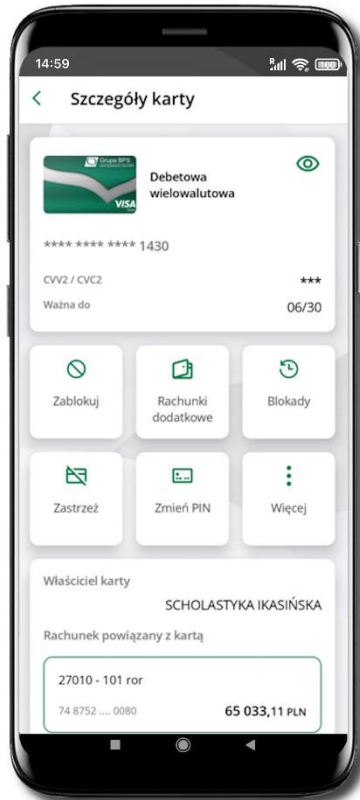 14:59
R
100
Szczegóły karty
Grupa BPS
VISA
Debetowa
wielowalutowa
**** **** **** 1430
CVV2 / CVC2
***
Ważna do
06/30
Zablokuj
Rachunki
dodatkowe
Blokady
Zastrzeż
Zmień PIN
Więcej
Właściciel karty
SCHOLASTYKA IKASIŃSKA
Rachunek powiązany z kartą
27010 - 101 ror
74 8752 .... 0080
65 033,11 PLN